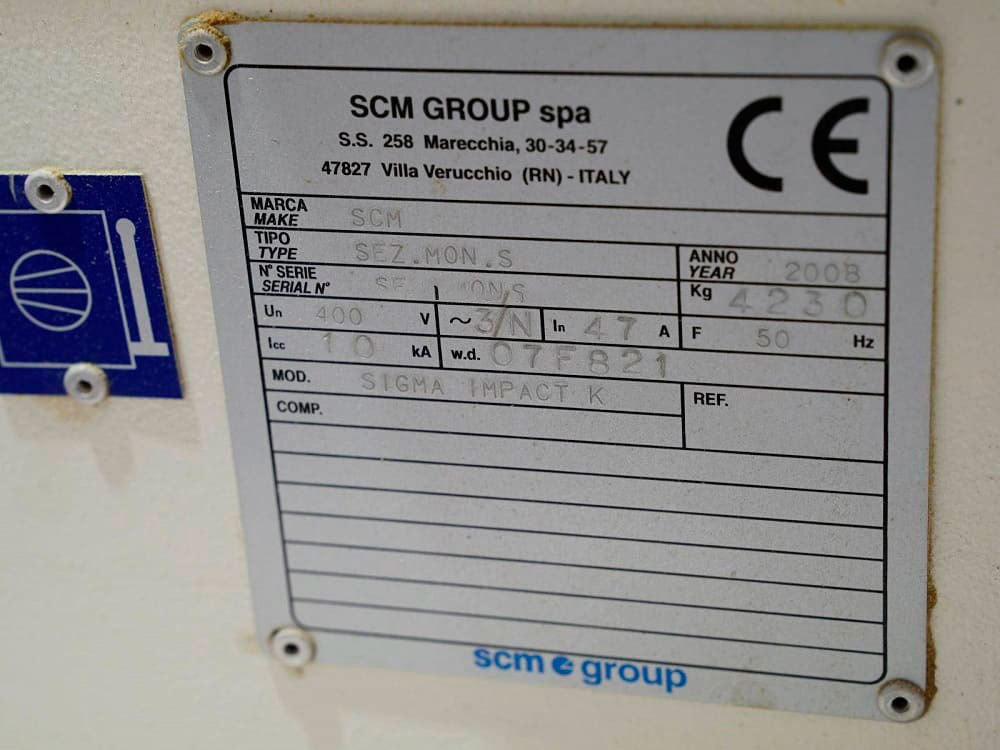 SCM GROUP spa
S.S. 258 Marecchia, 30-34-57
47827 Villa Verucchio (RN) - ITALY
CE
MARCA
MAKE SCM
TIPO
TYPE SEZ.MON.S
ANNO
YEAR 2008
N° SERIE
SERIAL N°
Kg 4230
Un 400 V ~ 3/N In 47 A F 50 Hz
Icc 10 kA w.d. 07F821
MOD. SIGMA IMPACT K
REF.
COMP.
scm group